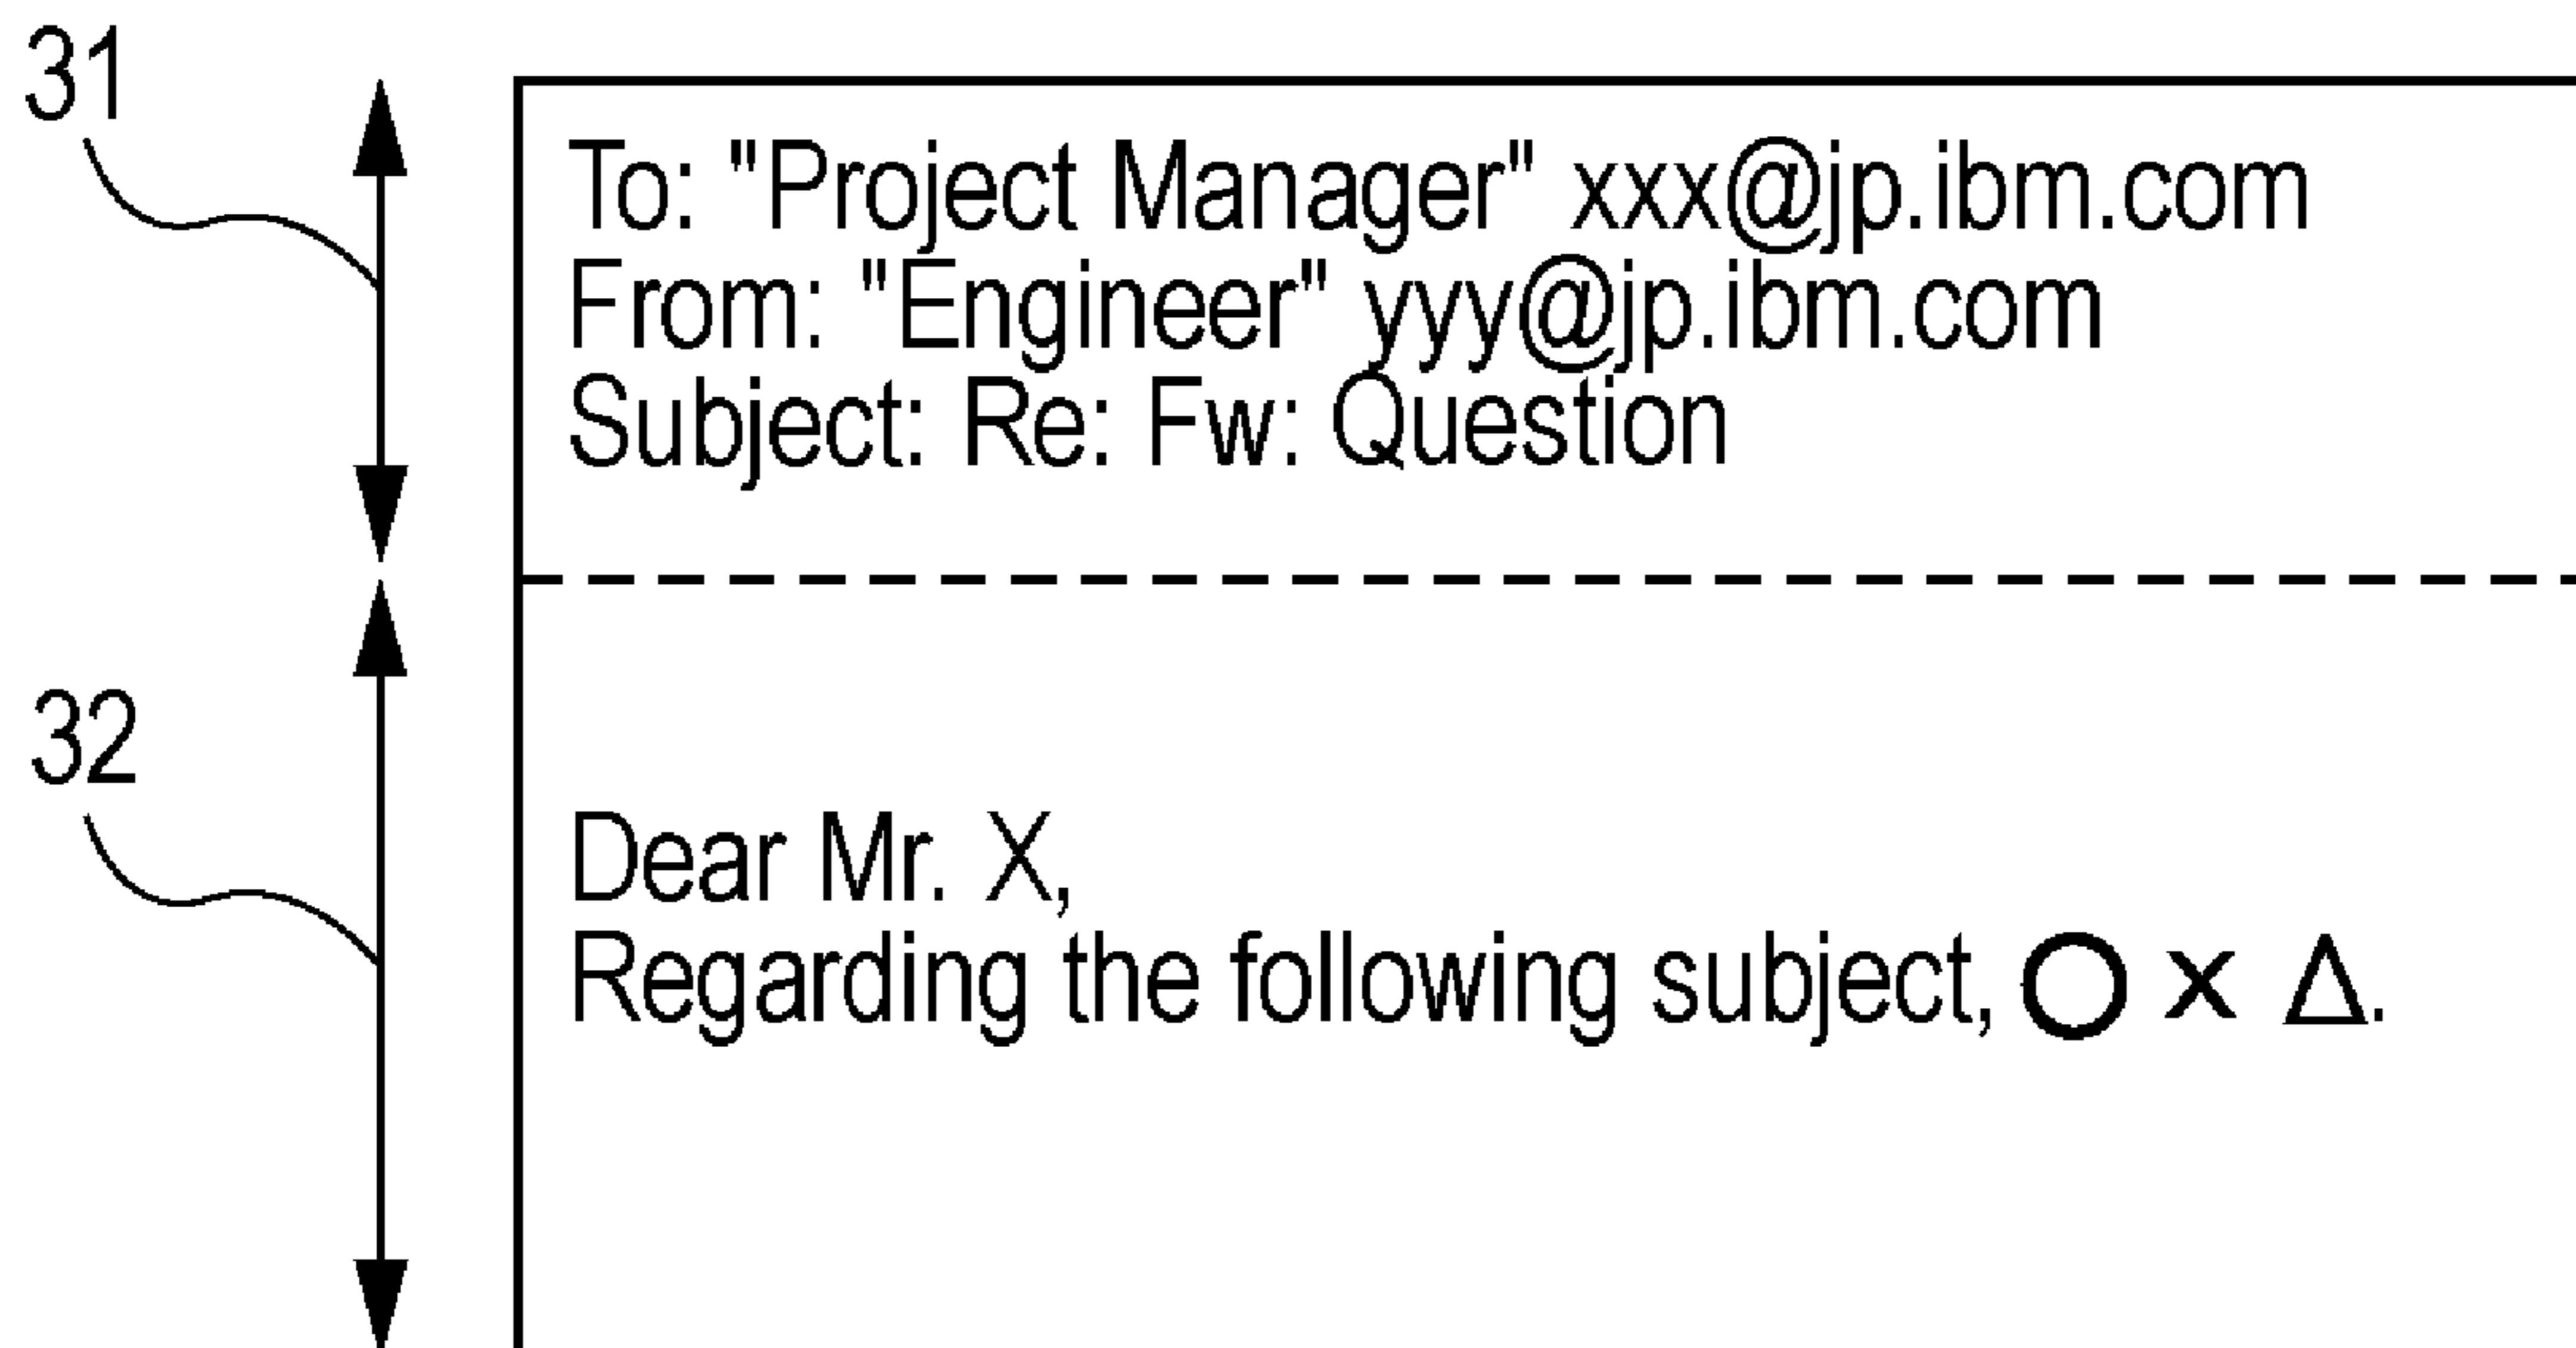 31
To: "Project Manager" xxx@jp.ibm.com
From: "Engineer" yyy@jp.ibm.com
Subject: Re: Fw: Question
32
Dear Mr. X,
Regarding the following subject, ○ × △.